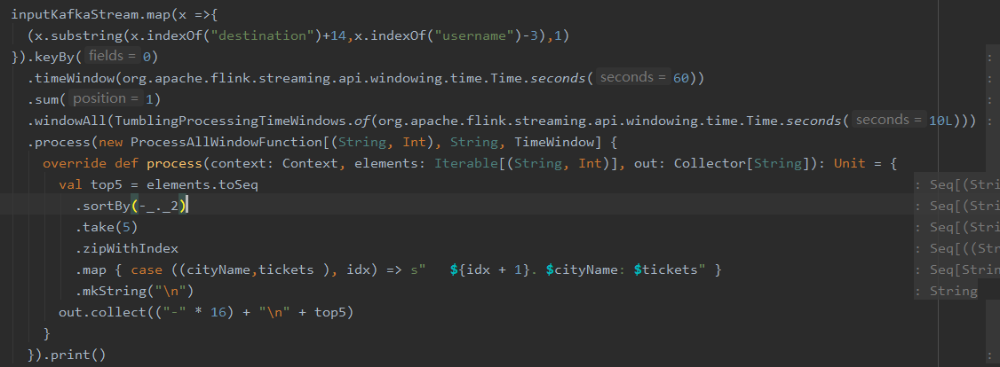 inputKafkaStream.map(x =>{
(x.substring(x.indexOf("destination")+14,x.indexOf("username")-3),1)
}).keyBy( fields = 0)
.timeWindow(org.apache.flink.streaming.api.windowing.time.Time.seconds( seconds = 60))
.sum( position = 1)
.windowAll(TumblingProcessingTimeWindows.of(org.apache.flink.streaming.api.windowing.time.Time.seconds( seconds = 10L)))
.process(new ProcessAllWindowFunction[(String, Int), String, TimeWindow] {
override def process(context: Context, elements: Iterable[(String, Int)], out: Collector[String]): Unit = {
val top5 = elements.toSeq : Seq[(Stri
.sortBy(-_._2) : Seq[(Stri
.take(5) : Seq[(Stri
.zipWithIndex : Seq[((Str
.map { case ((cityName,tickets ), idx) => s"   ${idx + 1}. $cityName: $tickets" } : Seq[Strin
.mkString("\n") : String
out.collect(("-" * 16) + "\n" + top5)
}
}).print()